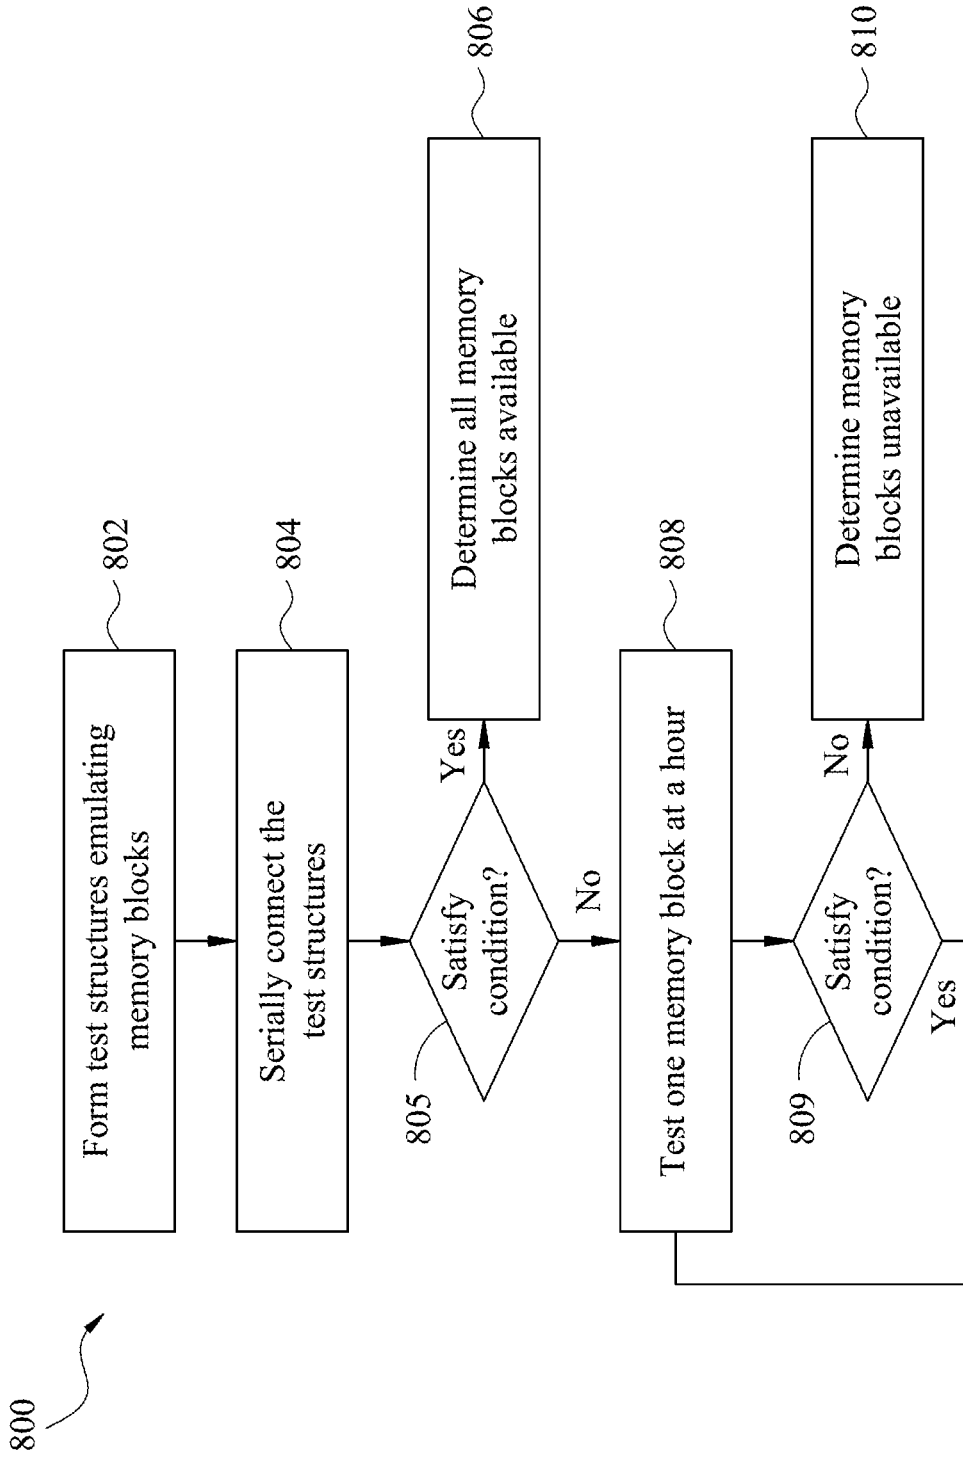 800
Form test structures emulating
memory blocks
802
Serially connect the
test structures
804
Satisfy
condition?
805
Yes
Determine all memory
blocks available
806
No
Test one memory block at a hour
808
Satisfy
condition?
809
No
Determine memory
blocks unavailable
810
Yes